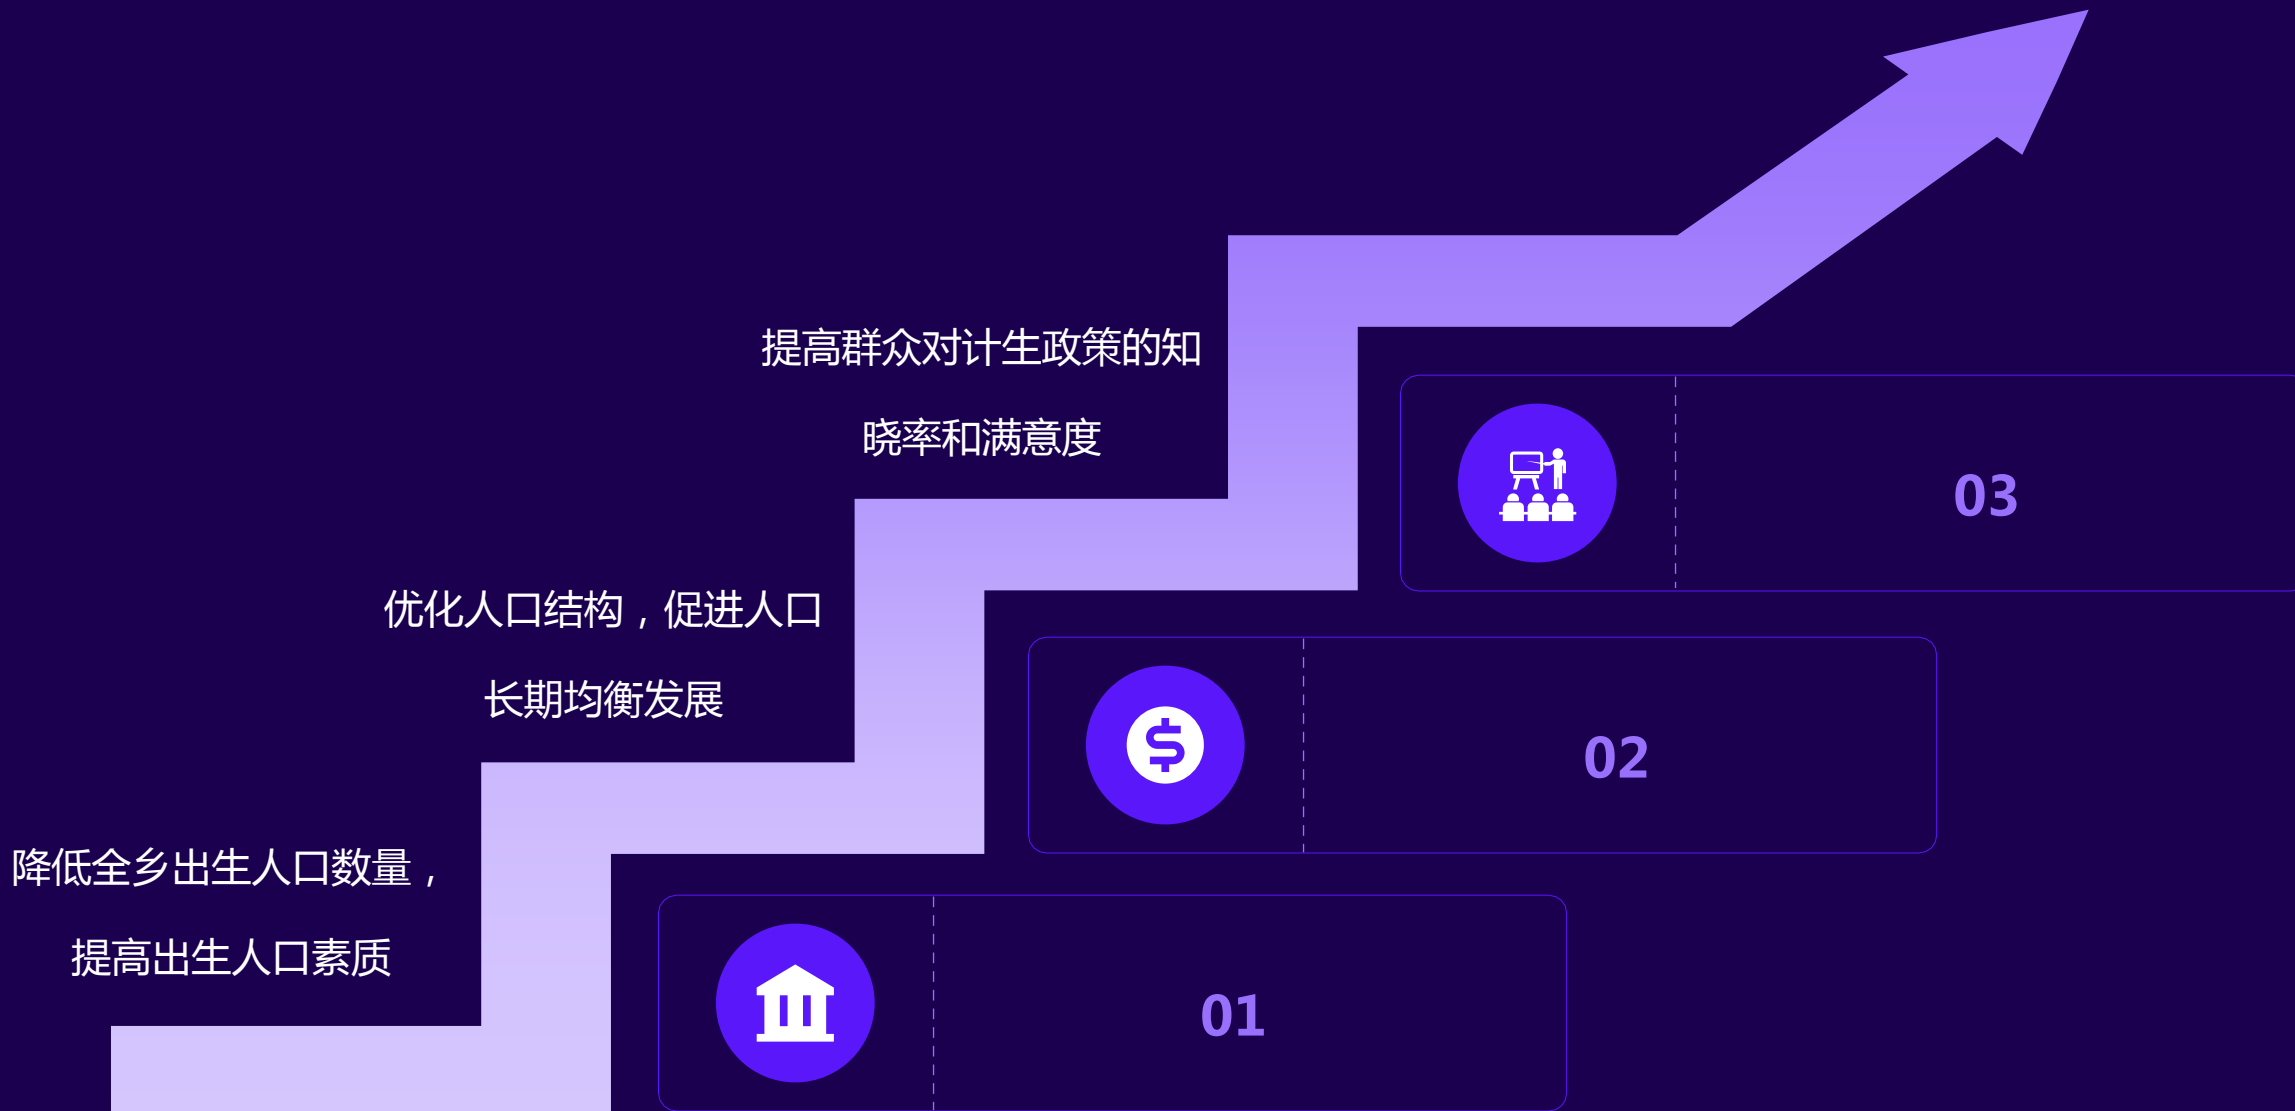 提高群众对计生政策的知
晓率和满意度
03
优化人口结构，促进人口
长期均衡发展
02
降低全乡出生人口数量，
提高出生人口素质
01